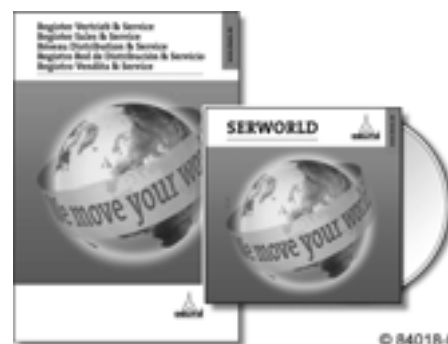 Register Vertrieb & Service
Register Sales & Service
Réseau Distribution & Service
Registro Red de Distribución & Servicio
Registro Vendita & Service
We move your world
SERWORLD
We move your world
© 84018-